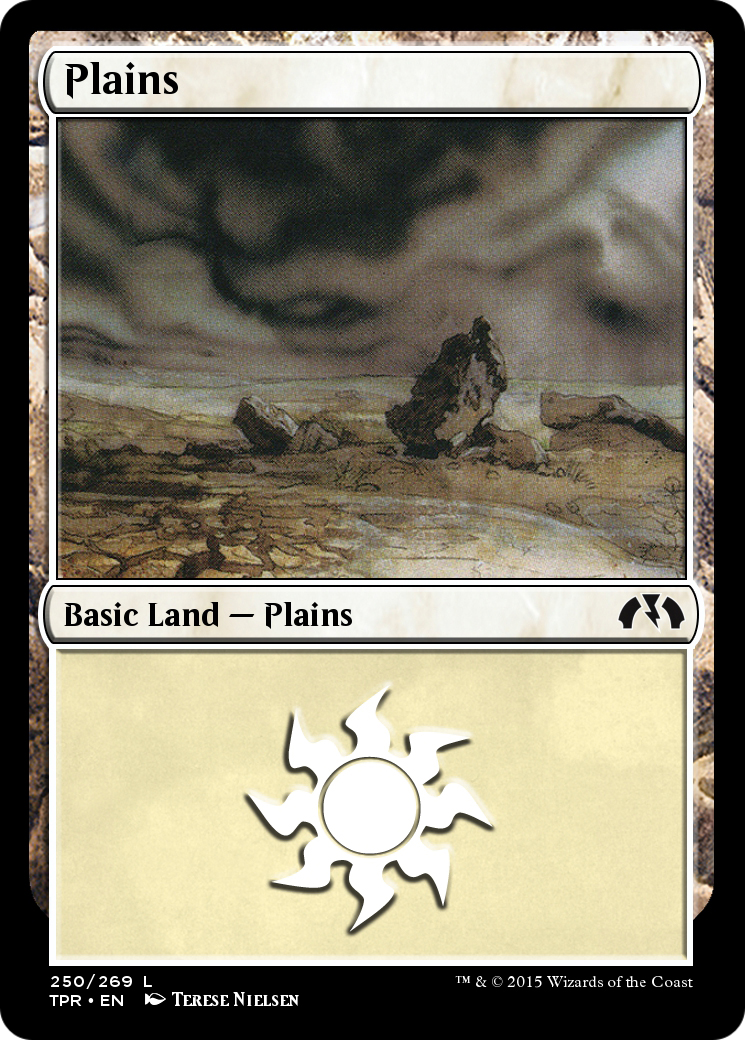 Plains
Basic Land — Plains
250/269 L
™ & © 2015 Wizards of the Coast
TPR • EN TERESE NIELSEN